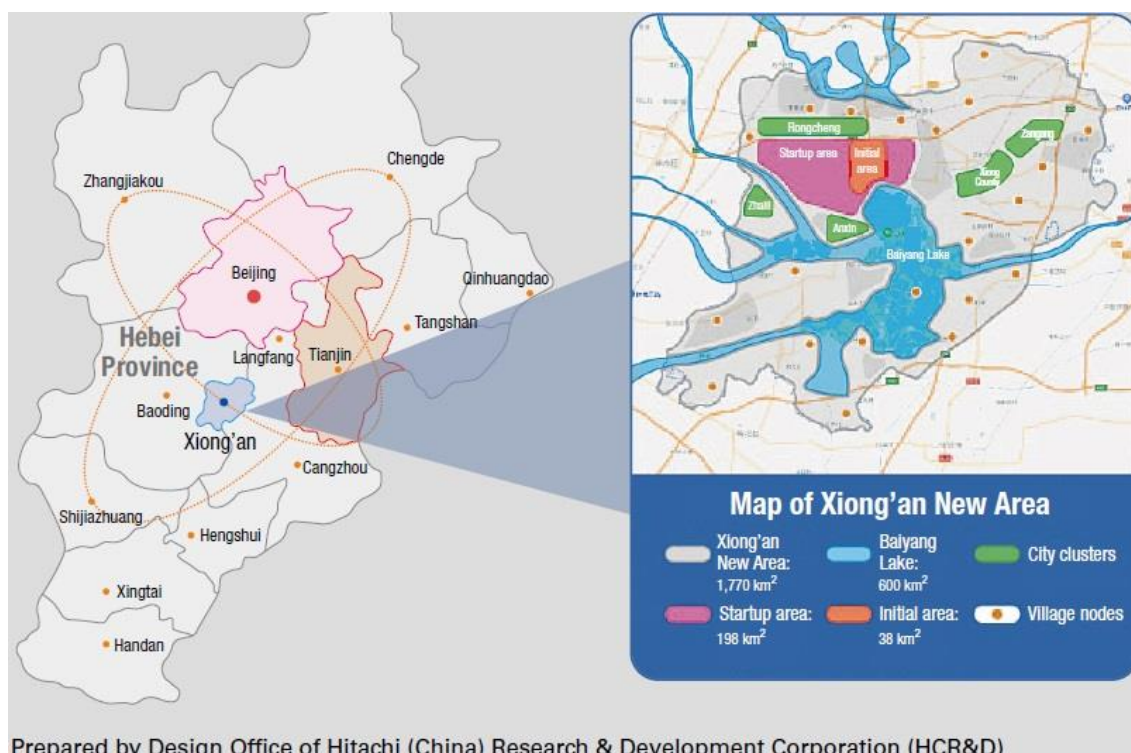 Chengde
Zhangjiakou
Beijing
Qinhuangdao
Tangshan
Hebei
Province
Langfang
Tianjin
Baoding
Xiong'an
Cangzhou
Shijiazhuang
Hengshui
Xingtai
Handan
Rongcheng
Zangang
Startup area
Initial
area
Xiong
County
Zhaili
Anxin
Baiyang Lake
Map of Xiong'an New Area
Xiong'an
New Area:
1,770 km²
Baiyang
Lake:
600 km²
City clusters
Startup area:
198 km²
Initial area:
38 km²
Village nodes
Prepared by Design Office of Hitachi (China) Research & Development Corporation (HCR&D)